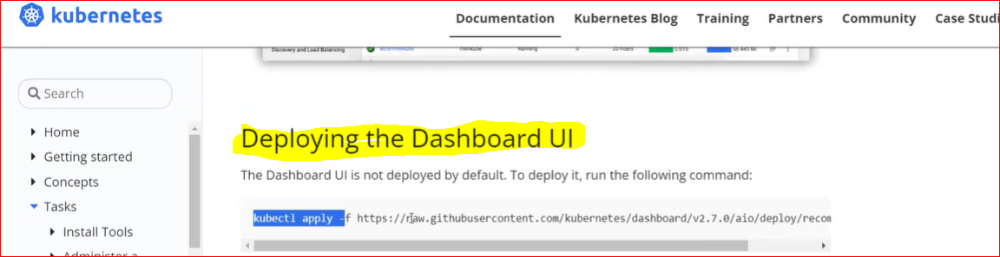 kubernetes
Documentation Kubernetes Blog Training Partners Community Case Studi
Discovery and Load Balancing minikube Running 0 20 hours 0.015
Search
Home
Getting started
Concepts
Tasks
Install Tools
Administer a
Deploying the Dashboard UI
The Dashboard UI is not deployed by default. To deploy it, run the following command:
kubectl apply -f https://raw.githubusercontent.com/kubernetes/dashboard/v2.7.0/aio/deploy/recom